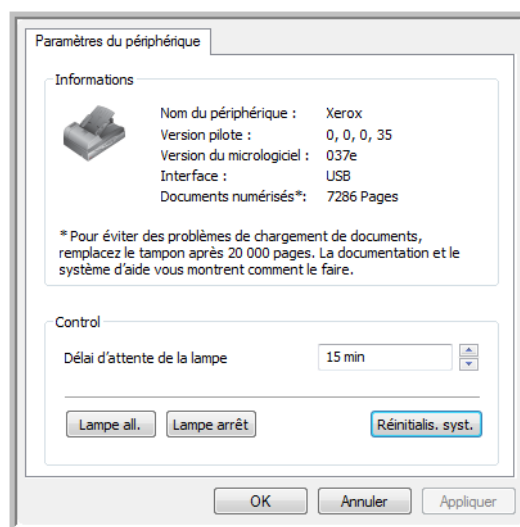 Paramètres du périphérique
Informations
Nom du périphérique : Xerox
Version pilote : 0, 0, 0, 35
Version du micrologiciel : 037e
Interface : USB
Documents numérisés*: 7286 Pages
* Pour éviter des problèmes de chargement de documents,
remplacez le tampon après 20 000 pages. La documentation et le
système d'aide vous montrent comment le faire.
Control
Délai d'attente de la lampe 15 min
Lampe all. Lampe arrêt Réinitialis. syst.
OK Annuler Appliquer